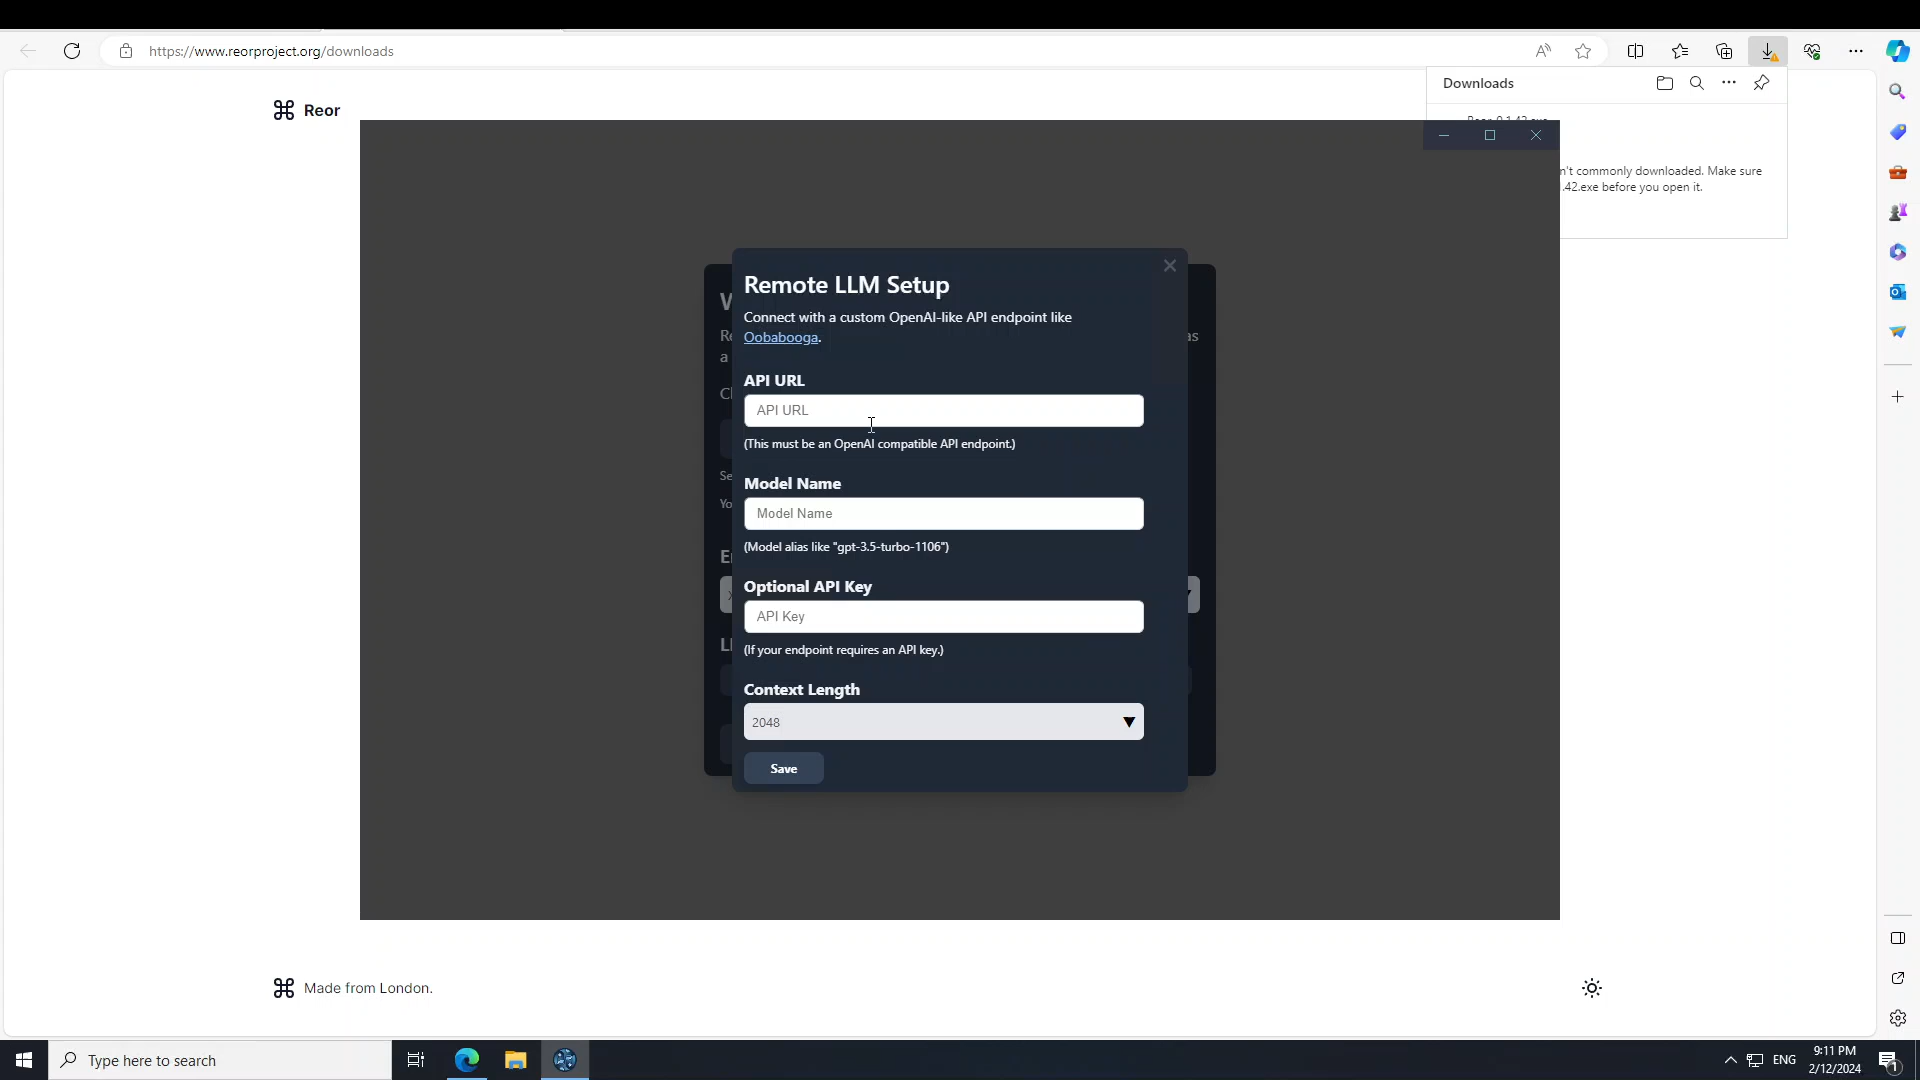 https://www.reorproject.org/downloads
Downloads
Reor
n't commonly downloaded. Make sure
.42.exe before you open it.
Remote LLM Setup
Connect with a custom OpenAI-like API endpoint like
Oobabooga.
as
a
API URL
API URL
(This must be an OpenAI compatible API endpoint.)
Se
Model Name
Yo
Model Name
(Model alias like "gpt-3.5-turbo-1106")
Optional API Key
API Key
(If your endpoint requires an API key.)
Context Length
2048
Save
Made from London.
Type here to search
ENG
9:11 PM
2/12/2024
1